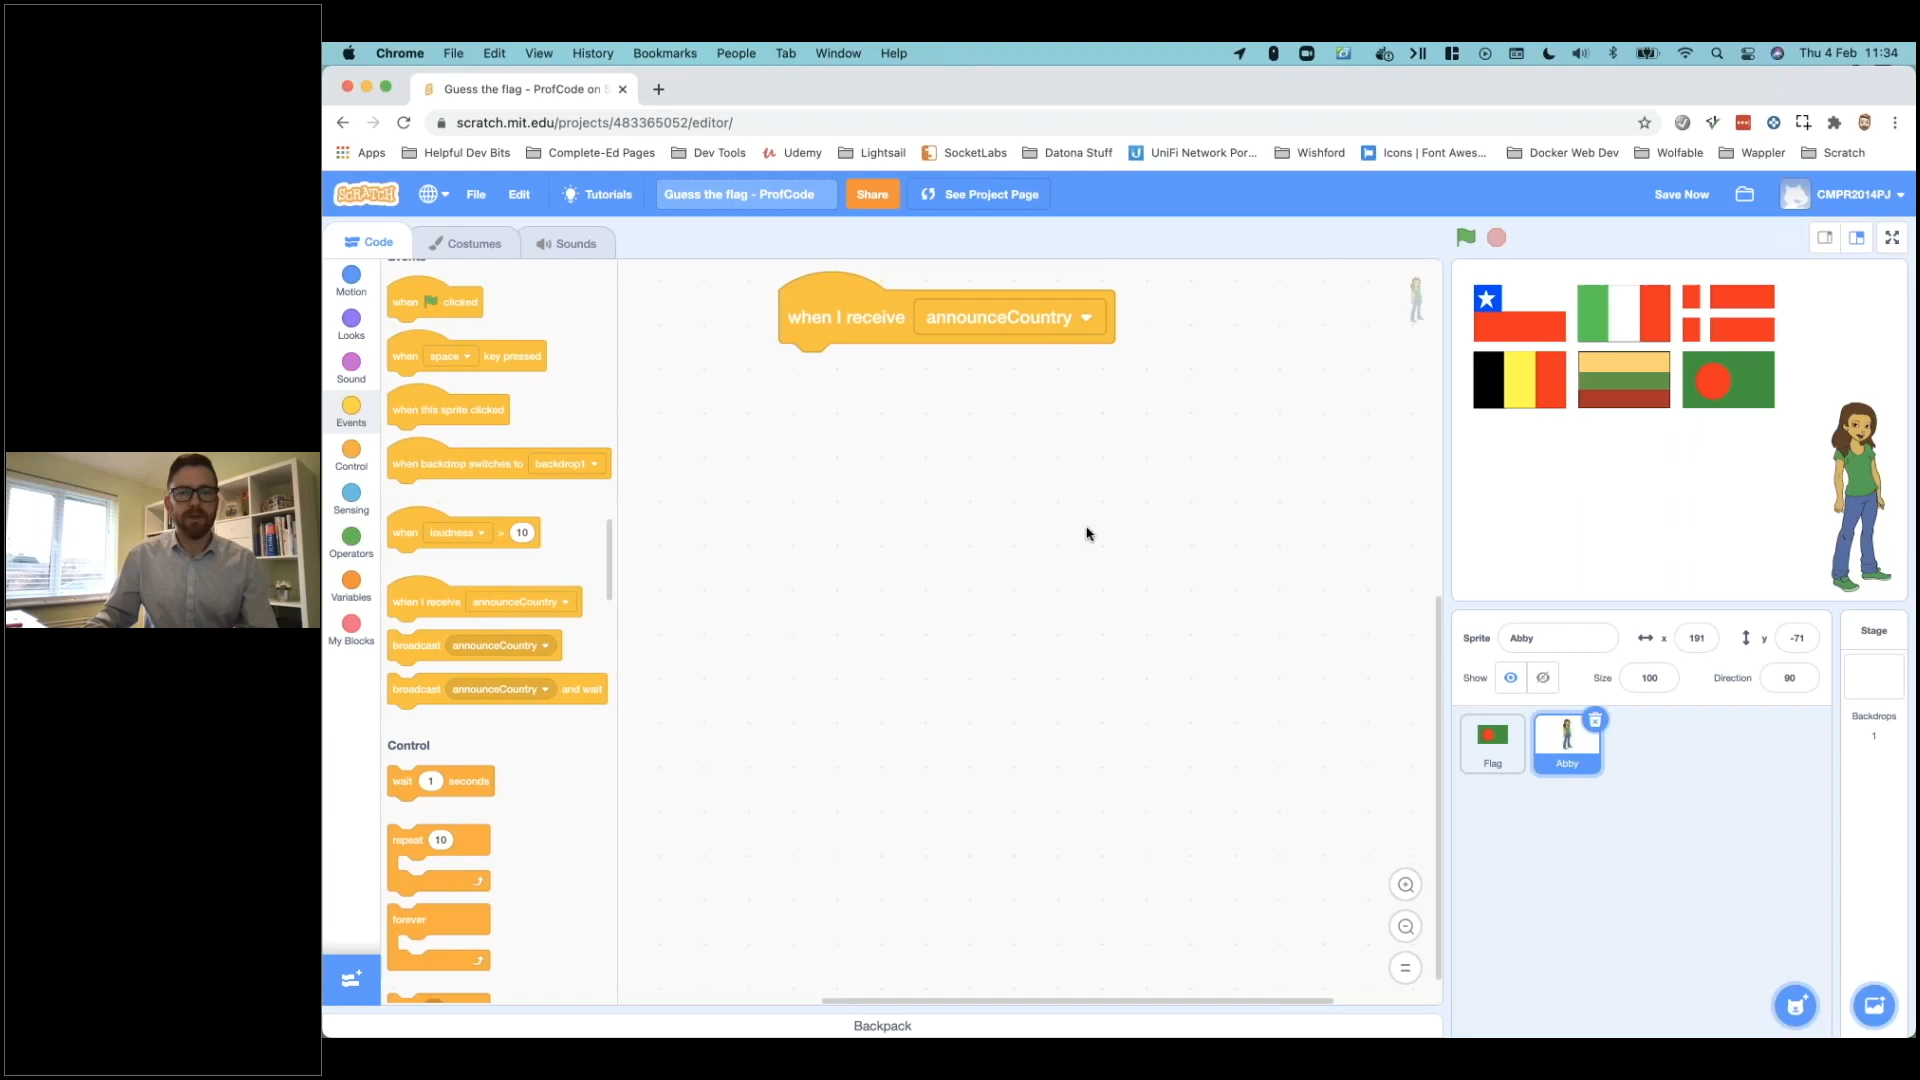 Chrome File Edit View History Bookmarks People Tab Window Help Thu 4 Feb 11:34
Guess the flag - ProfCode on S
scratch.mit.edu/projects/483365052/editor/
Apps Helpful Dev Bits Complete-Ed Pages Dev Tools Udemy Lightsail SocketLabs Datona Stuff UniFi Network Por... Wishford Icons | Font Awes... Docker Web Dev Wolfable Wappler Scratch
SCRATCH File Edit Tutorials Guess the flag - ProfCode Share See Project Page Save Now CMPR2014PJ
Code Costumes Sounds
Motion
Looks
Sound
Events
Control
Sensing
Operators
Variables
My Blocks
Events
when clicked
when space key pressed
when this sprite clicked
when backdrop switches to backdrop1
when loudness > 10
when I receive announceCountry
broadcast announceCountry
broadcast announceCountry and wait
Control
wait 1 seconds
repeat 10
forever
when I receive announceCountry
Sprite Abby x 191 y -71
Show Size 100 Direction 90
Flag
Abby
Stage
Backdrops
1
Backpack